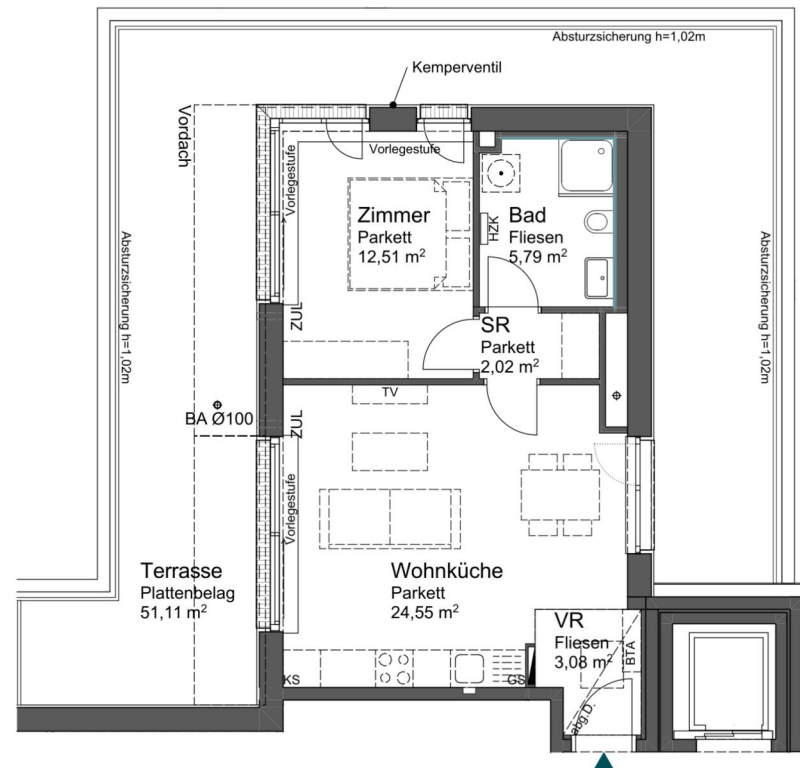 Absturzsicherung h=1,02m
Kemperventil
Vordach
Vorlegestufe
Vorlegestufe
Zimmer
Parkett
12,51 m²
HZK
Bad
Fliesen
5,79 m²
Absturzsicherung h=1,02m
Absturzsicherung h=1,02m
ZUL
SR
Parkett
2,02 m²
TV
BA Ø100
ZUL
Vorlegestufe
Terrasse
Plattenbelag
51,11 m²
Wohnküche
Parkett
24,55 m²
VR
Fliesen
3,08 m²
BTA
KS
GS
abg.D.